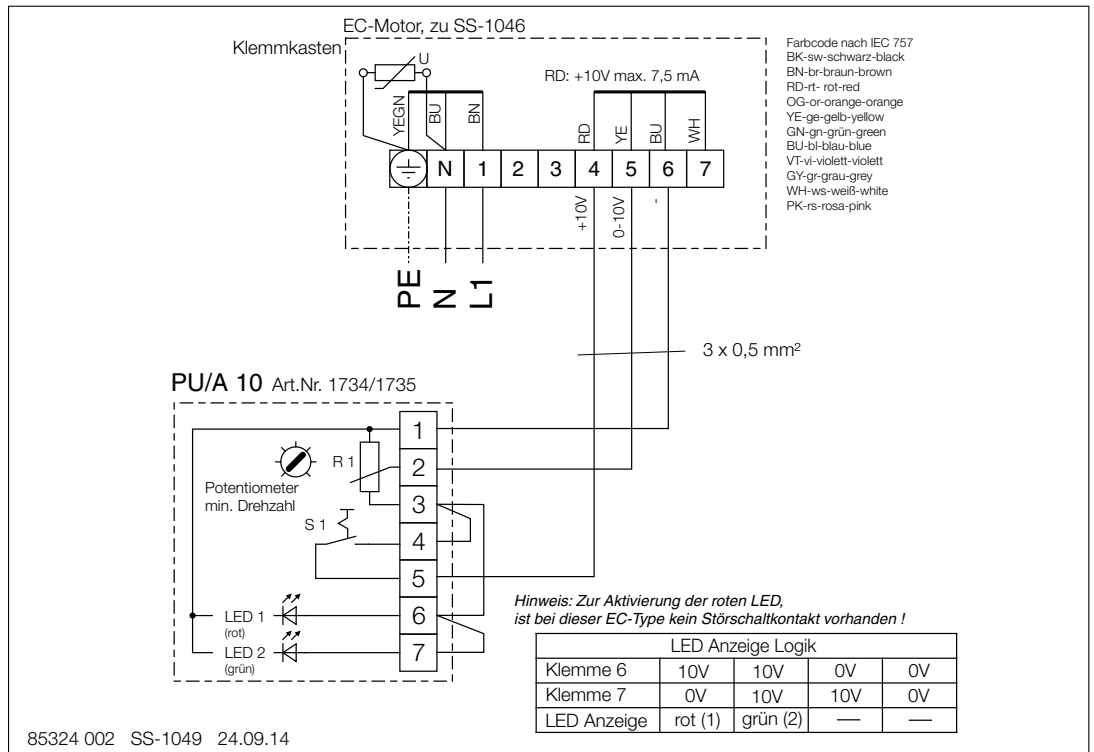 EC-Motor, zu SS-1046
Klemmkasten
U
RD: +10V max. 7,5 mA
YEGN
BU
BN
RD
YE
BU
WH
N
1
2
3
4
5
6
7
+10V
0-10V
-
PE
N
L1
Farbcode nach IEC 757
BK-sw-schwarz-black
BN-br-braun-brown
RD-rt- rot-red
OG-or-orange-orange
YE-ge-gelb-yellow
GN-gn-grün-green
BU-bl-blau-blue
VT-vi-violett-violett
GY-gr-grau-grey
WH-ws-weiß-white
PK-rs-rosa-pink
3 x 0,5 mm²
PU/A 10 Art.Nr. 1734/1735
1
R 1
2
Potentiometer
min. Drehzahl
3
S 1
4
5
LED 1
(rot)
6
LED 2
(grün)
7
Hinweis: Zur Aktivierung der roten LED,
ist bei dieser EC-Type kein Störschaltkontakt vorhanden !
LED Anzeige Logik
Klemme 6 10V 10V 0V 0V
Klemme 7 0V 10V 10V 0V
LED Anzeige rot (1) grün (2) — —
85324 002 SS-1049 24.09.14